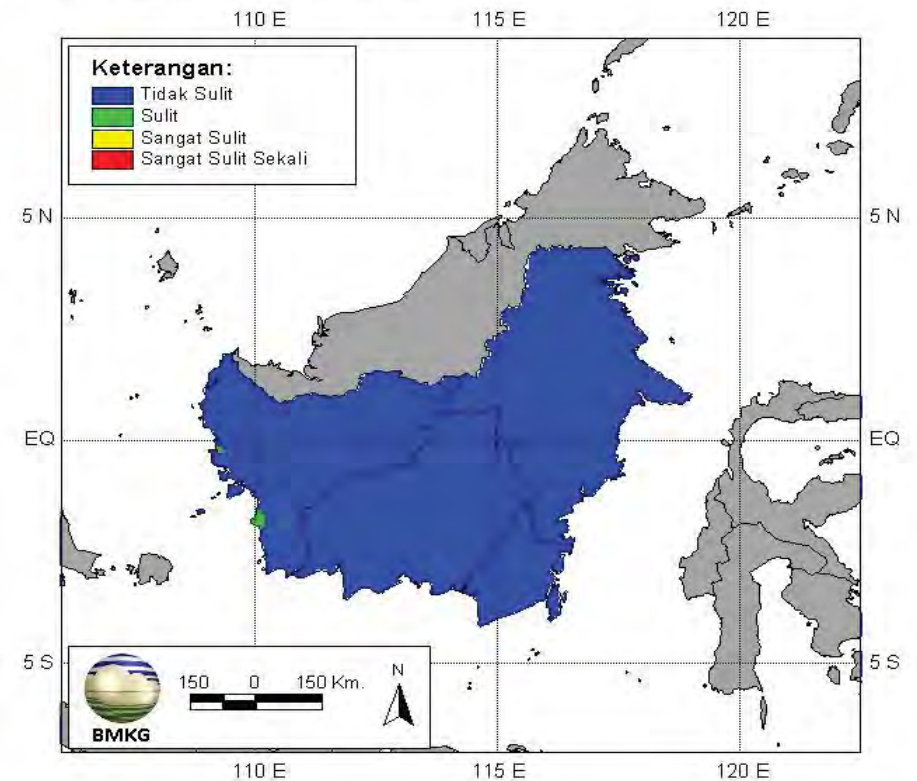 110 E 115 E 120 E
Keterangan:
Tidak Sulit
Sulit
Sangat Sulit
Sangat Sulit Sekali
5 N 5 N
EQ EQ
5 S 5 S
150 0 150 Km.
N
BMKG
110 E 115 E 120 E